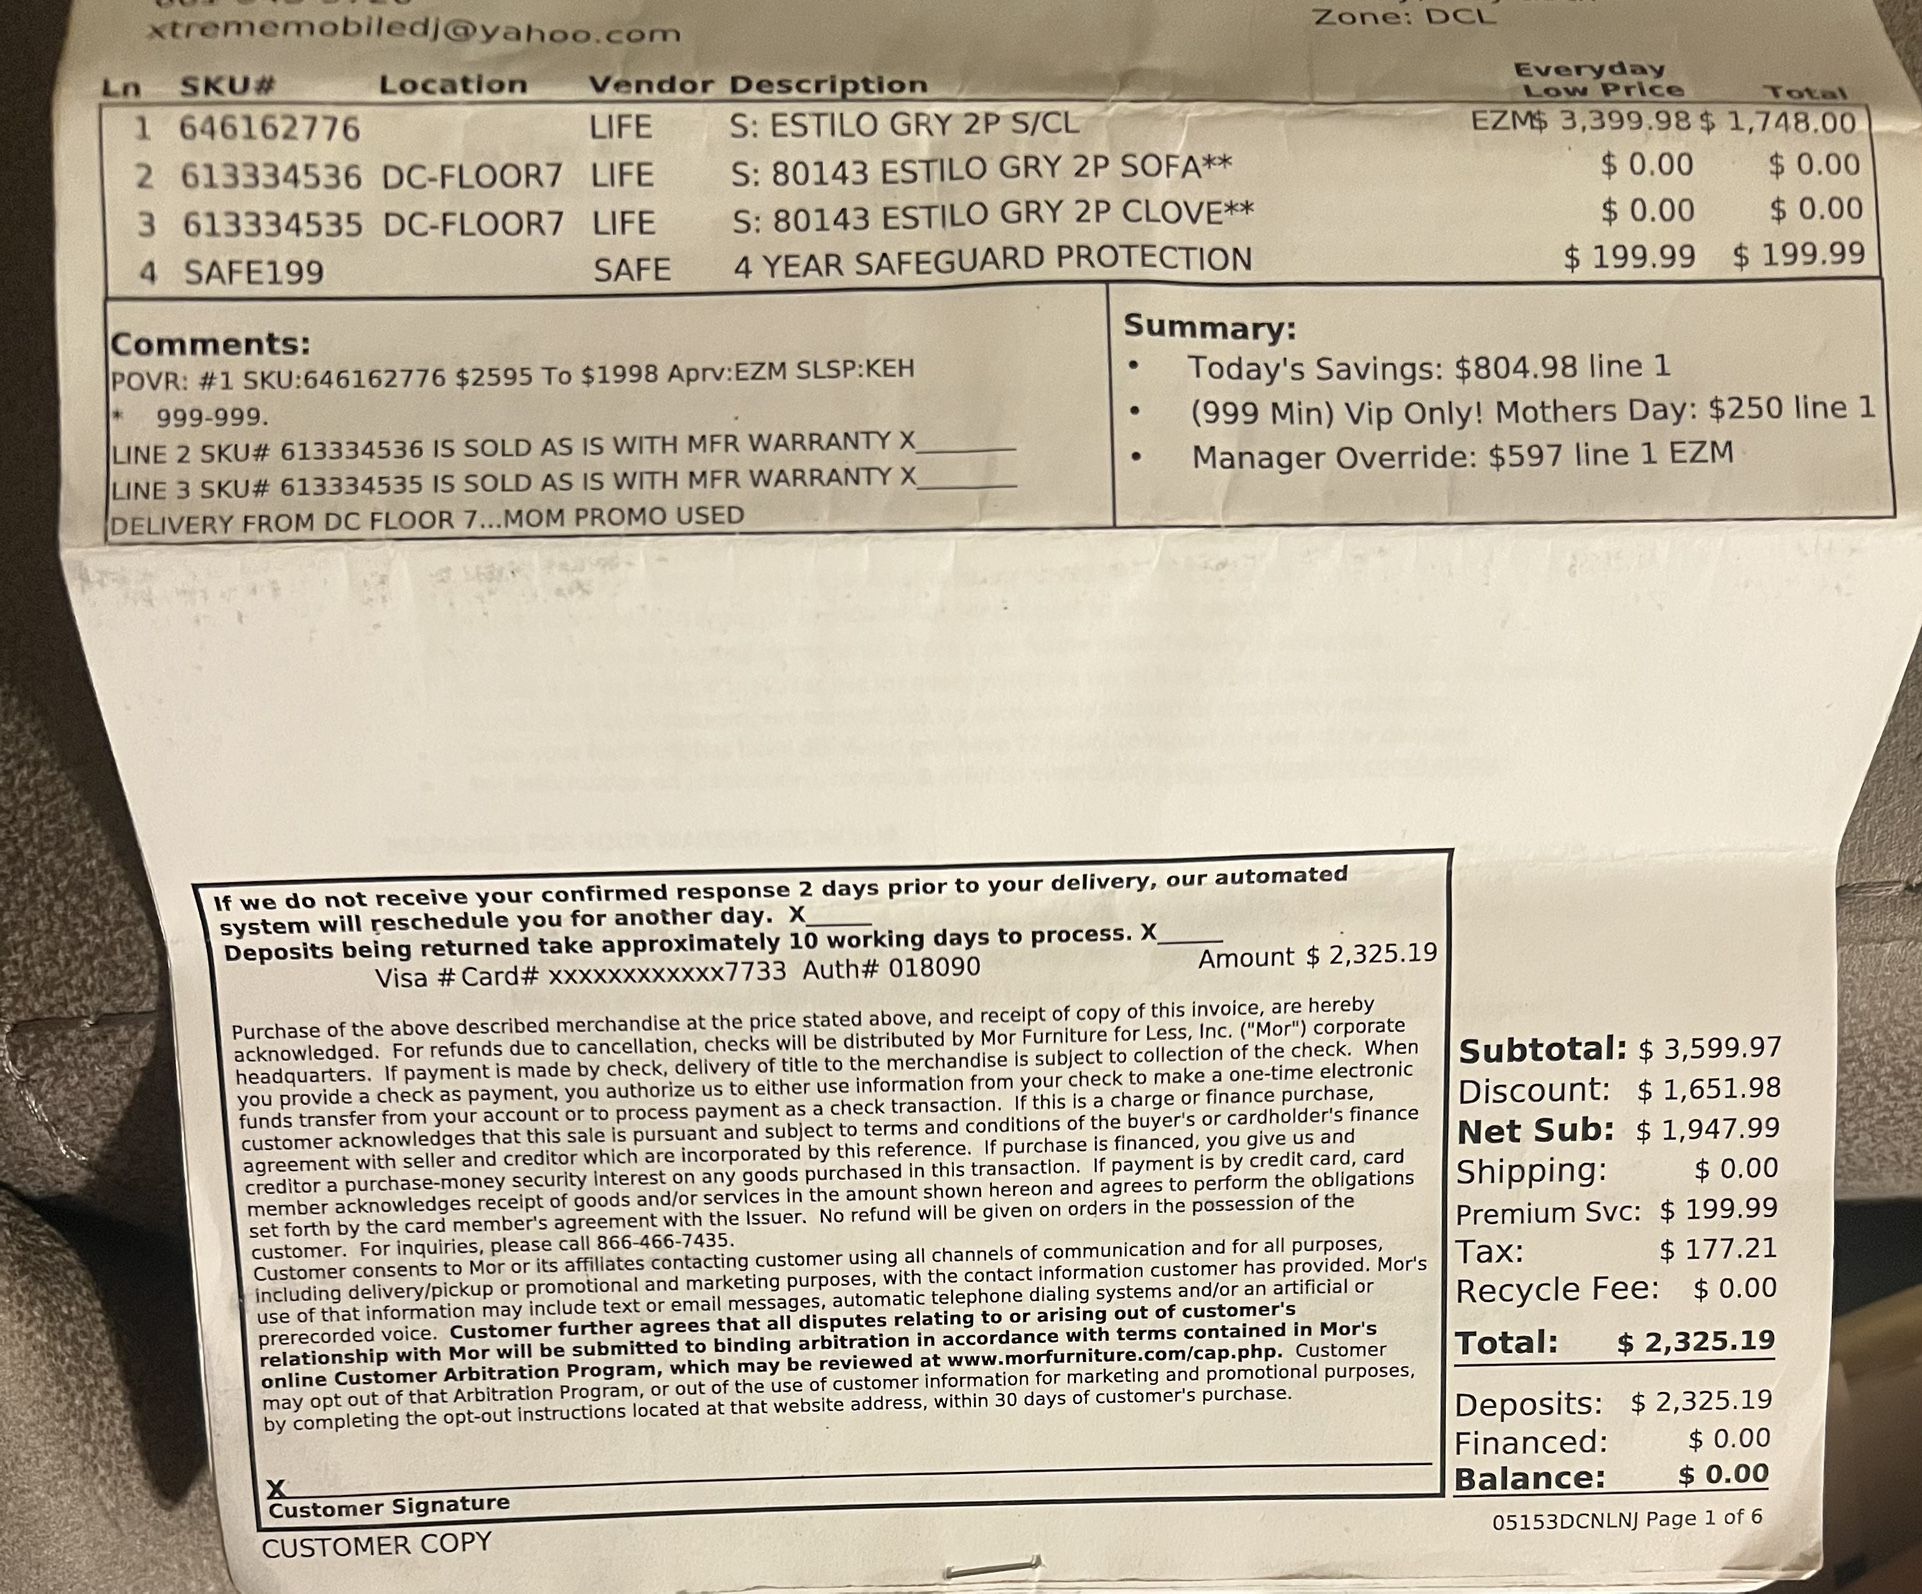 xtrememobiledj@yahoo.com
Zone: DCL
Ln SKU# Location Vendor Description Everyday Low Price Total
1 646162776 LIFE S: ESTILO GRY 2P S/CL EZM$ 3,399.98 $ 1,748.00
2 613334536 DC-FLOOR7 LIFE S: 80143 ESTILO GRY 2P SOFA** $ 0.00 $ 0.00
3 613334535 DC-FLOOR7 LIFE S: 80143 ESTILO GRY 2P CLOVE** $ 0.00 $ 0.00
4 SAFE199 SAFE 4 YEAR SAFEGUARD PROTECTION $ 199.99 $ 199.99
Comments:
POVR: #1 SKU:646162776 $2595 To $1998 Aprv:EZM SLSP:KEH
* 999-999.
LINE 2 SKU# 613334536 IS SOLD AS IS WITH MFR WARRANTY X______
LINE 3 SKU# 613334535 IS SOLD AS IS WITH MFR WARRANTY X______
DELIVERY FROM DC FLOOR 7...MOM PROMO USED
Summary:
• Today's Savings: $804.98 line 1
• (999 Min) Vip Only! Mothers Day: $250 line 1
• Manager Override: $597 line 1 EZM
If we do not receive your confirmed response 2 days prior to your delivery, our automated
system will reschedule you for another day. X_____
Deposits being returned take approximately 10 working days to process. X_____
Visa # Card# xxxxxxxxxxxx7733 Auth# 018090 Amount $ 2,325.19
Purchase of the above described merchandise at the price stated above, and receipt of copy of this invoice, are hereby
acknowledged. For refunds due to cancellation, checks will be distributed by Mor Furniture for Less, Inc. ("Mor") corporate
headquarters. If payment is made by check, delivery of title to the merchandise is subject to collection of the check. When
you provide a check as payment, you authorize us to either use information from your check to make a one-time electronic
funds transfer from your account or to process payment as a check transaction. If this is a charge or finance purchase,
customer acknowledges that this sale is pursuant and subject to terms and conditions of the buyer's or cardholder's finance
agreement with seller and creditor which are incorporated by this reference. If purchase is financed, you give us and
creditor a purchase-money security interest on any goods purchased in this transaction. If payment is by credit card, card
member acknowledges receipt of goods and/or services in the amount shown hereon and agrees to perform the obligations
set forth by the card member's agreement with the Issuer. No refund will be given on orders in the possession of the
customer. For inquiries, please call 866-466-7435.
Customer consents to Mor or its affiliates contacting customer using all channels of communication and for all purposes,
including delivery/pickup or promotional and marketing purposes, with the contact information customer has provided. Mor's
use of that information may include text or email messages, automatic telephone dialing systems and/or an artificial or
prerecorded voice. Customer further agrees that all disputes relating to or arising out of customer's
relationship with Mor will be submitted to binding arbitration in accordance with terms contained in Mor's
online Customer Arbitration Program, which may be reviewed at www.morfurniture.com/cap.php. Customer
may opt out of that Arbitration Program, or out of the use of customer information for marketing and promotional purposes,
by completing the opt-out instructions located at that website address, within 30 days of customer's purchase.
X
Customer Signature
CUSTOMER COPY
Subtotal: $ 3,599.97
Discount: $ 1,651.98
Net Sub: $ 1,947.99
Shipping: $ 0.00
Premium Svc: $ 199.99
Tax: $ 177.21
Recycle Fee: $ 0.00
Total: $ 2,325.19
Deposits: $ 2,325.19
Financed: $ 0.00
Balance: $ 0.00
05153DCNLNJ Page 1 of 6